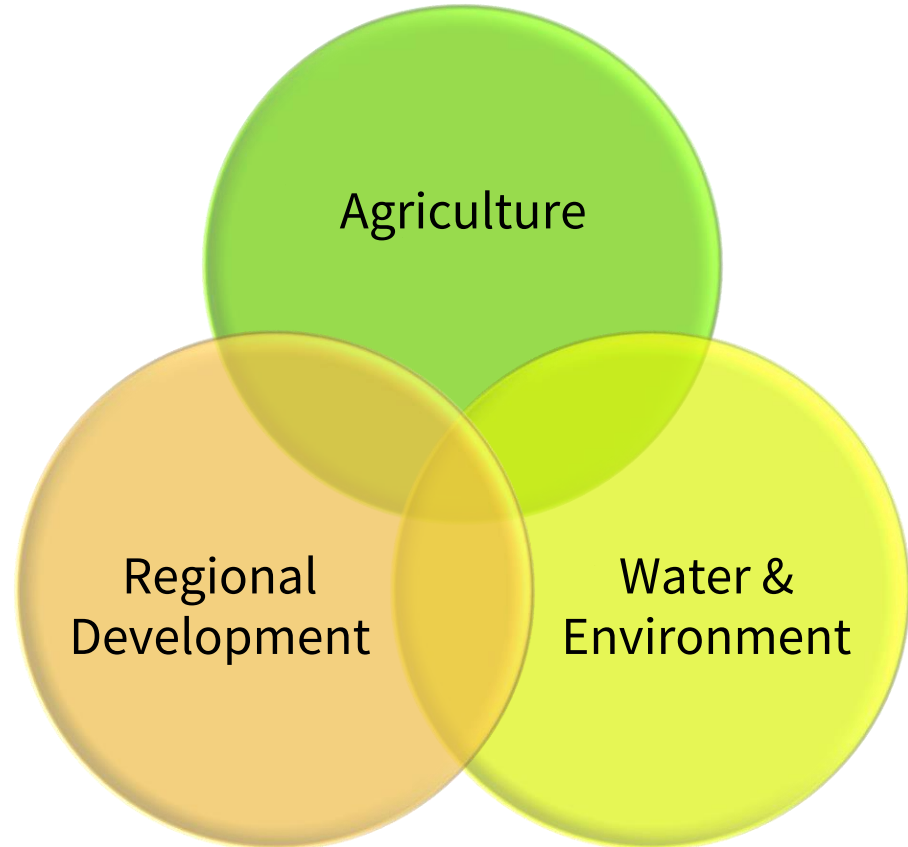 Agriculture
Regional
Development
Water &
Environment